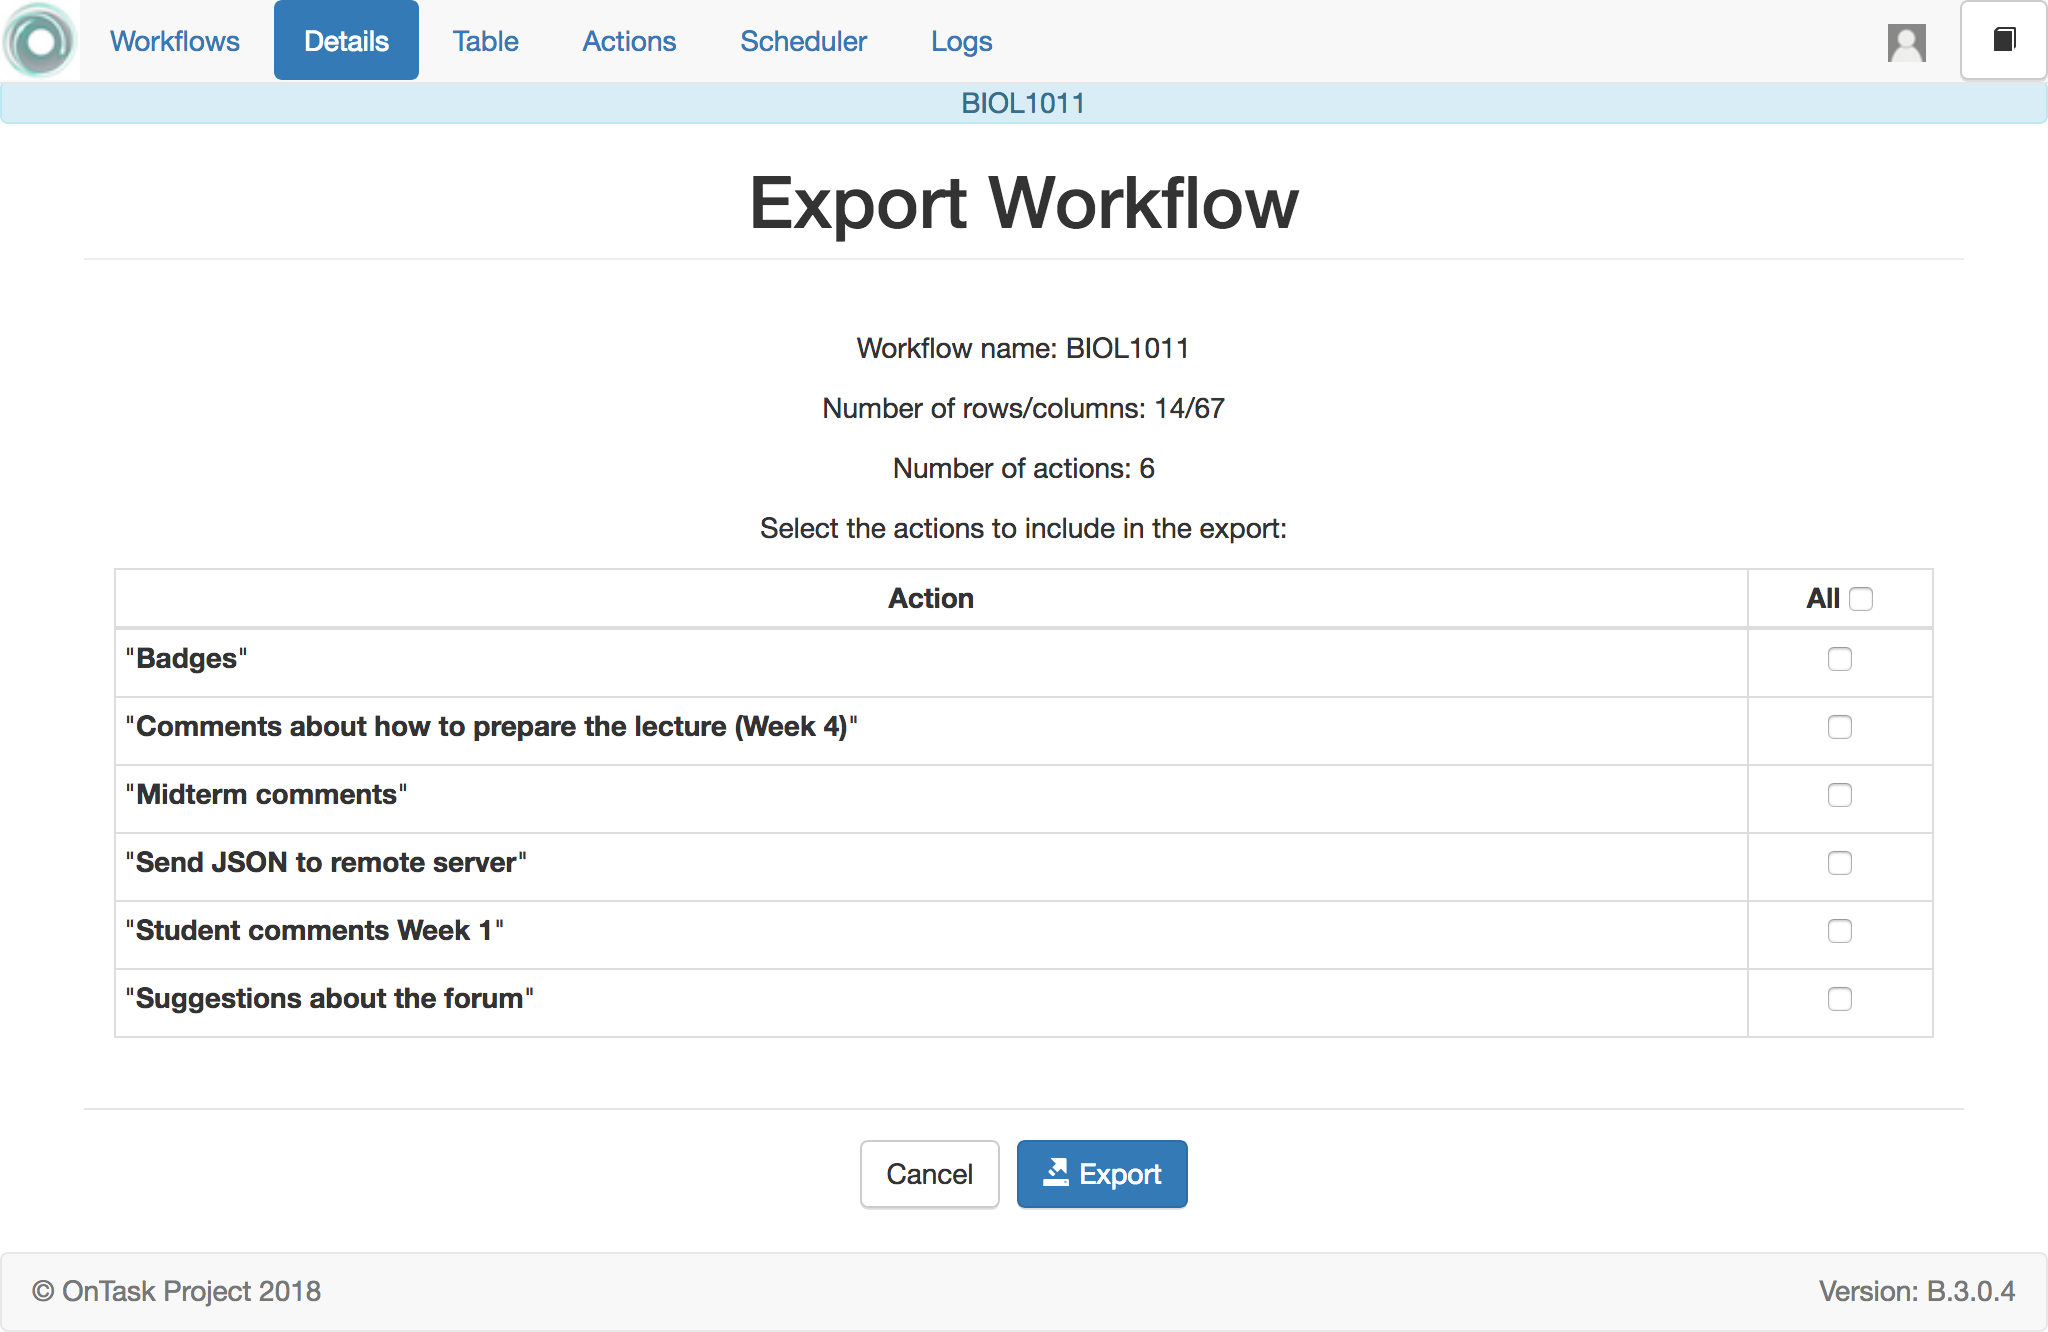 Workflows Details Table Actions Scheduler Logs
BIOL1011
Export Workflow
Workflow name: BIOL1011
Number of rows/columns: 14/67
Number of actions: 6
Select the actions to include in the export:
Action All
"Badges"
"Comments about how to prepare the lecture (Week 4)"
"Midterm comments"
"Send JSON to remote server"
"Student comments Week 1"
"Suggestions about the forum"
Cancel Export
© OnTask Project 2018 Version: B.3.0.4